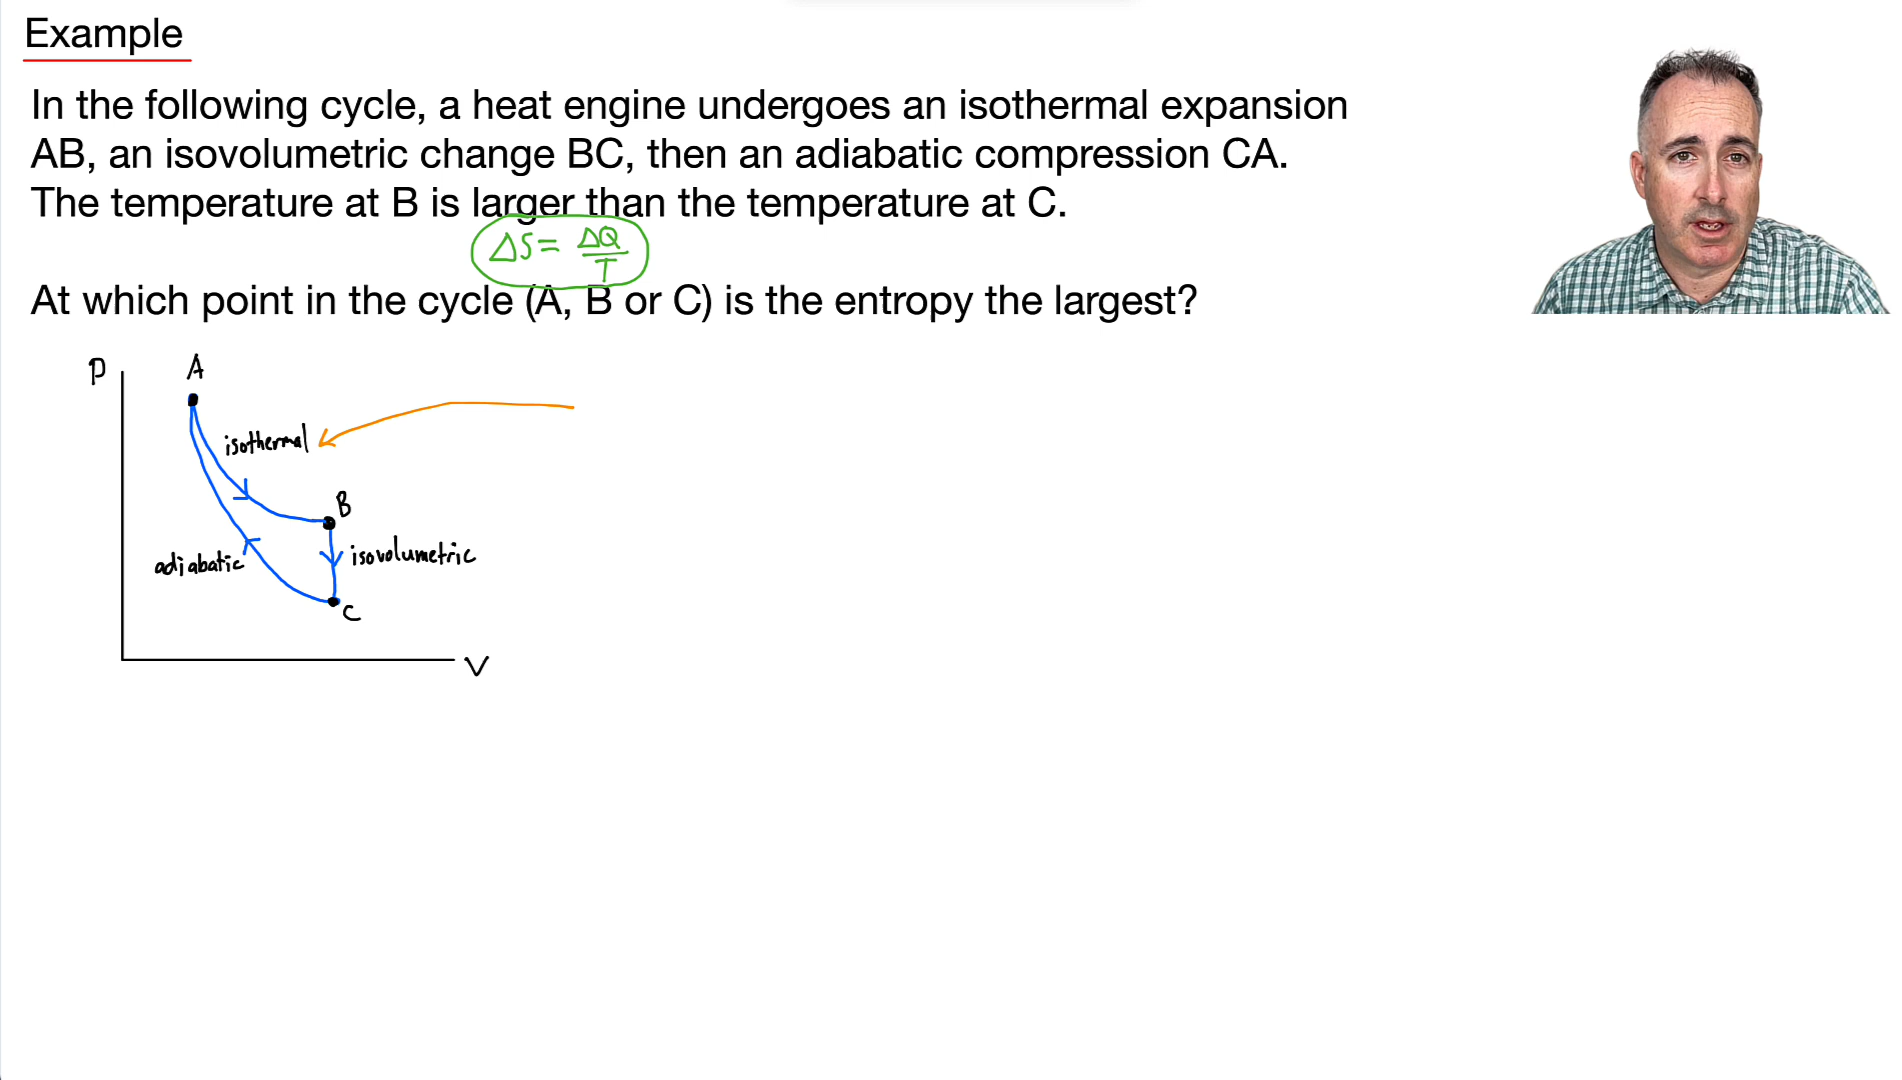 Example
In the following cycle, a heat engine undergoes an isothermal expansion
AB, an isovolumetric change BC, then an adiabatic compression CA.
The temperature at B is larger than the temperature at C.
ΔS = ΔQ/T
At which point in the cycle (A, B or C) is the entropy the largest?
P
A
isothermal
B
isovolumetric
adiabatic
C
V